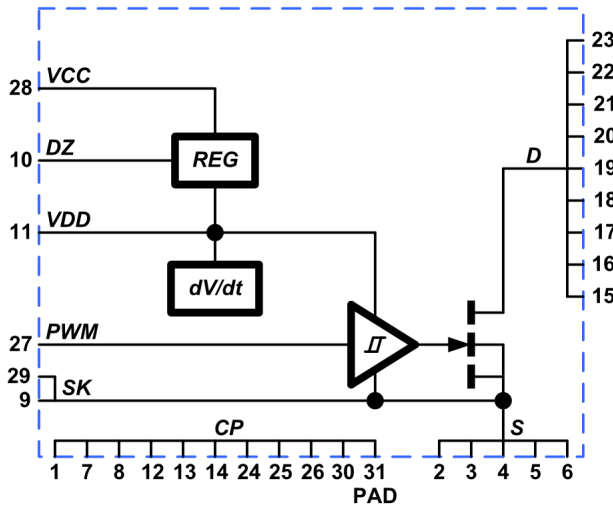 23
28 VCC
22
21
20
10 DZ REG D 19
18
11 VDD 17
16
dV/dt 15
27 PWM
29
9 SK
CP S
1 7 8 12 13 14 24 25 26 30 31 2 3 4 5 6
PAD